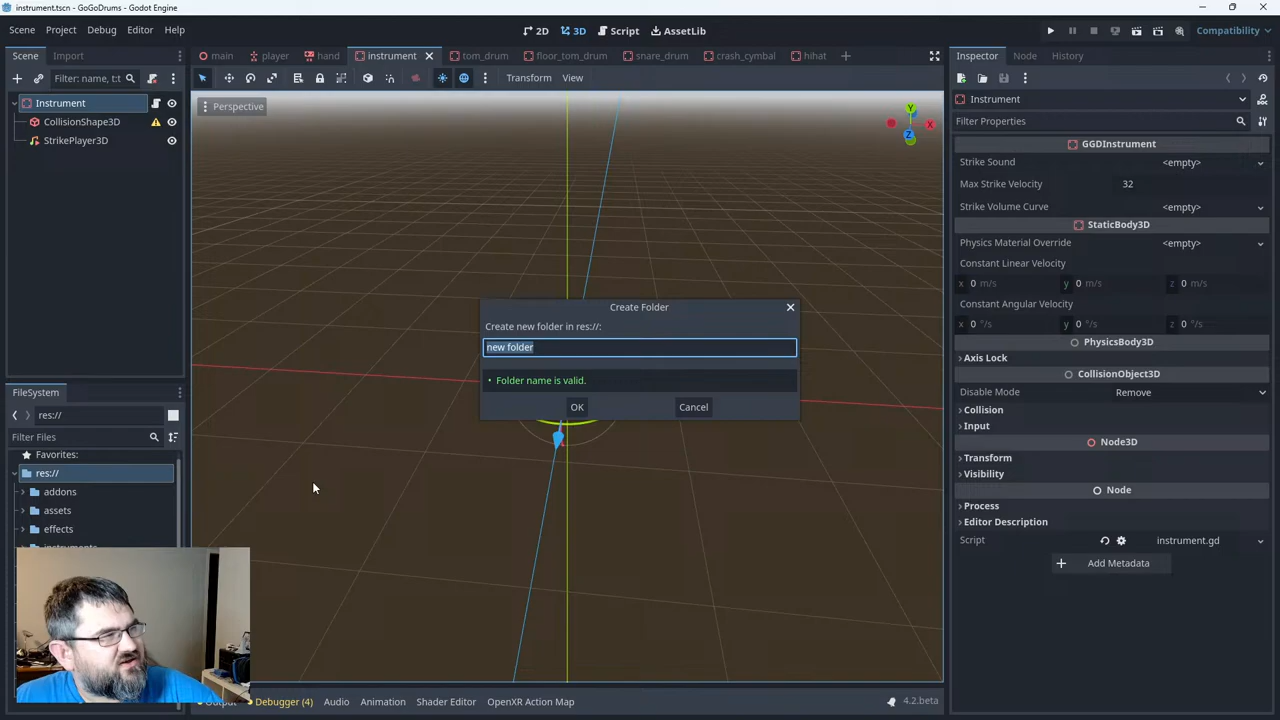 instrument.tscn - GoGoDrums - Godot Engine
Scene Project Debug Editor Help
2D 3D Script AssetLib
Compatibility
Scene Import
main player hand instrument tom_drum floor_tom_drum snare_drum crash_cymbal hihat
Inspector Node History
Filter: name, t:t
Transform View
Instrument
CollisionShape3D
StrikePlayer3D
Perspective
Y
X
Z
Create Folder
Create new folder in res://:
new folder
• Folder name is valid.
OK Cancel
FileSystem
res://
Filter Files
Favorites:
res://
addons
assets
effects
Debugger (4) Audio Animation Shader Editor OpenXR Action Map
4.2.beta
Instrument
Filter Properties
GGDInstrument
Strike Sound <empty>
Max Strike Velocity 32
Strike Volume Curve <empty>
StaticBody3D
Physics Material Override <empty>
Constant Linear Velocity
x 0 m/s y 0 m/s z 0 m/s
Constant Angular Velocity
x 0 °/s y 0 °/s z 0 °/s
PhysicsBody3D
Axis Lock
CollisionObject3D
Disable Mode Remove
Collision
Input
Node3D
Transform
Visibility
Node
Process
Editor Description
Script instrument.gd
Add Metadata